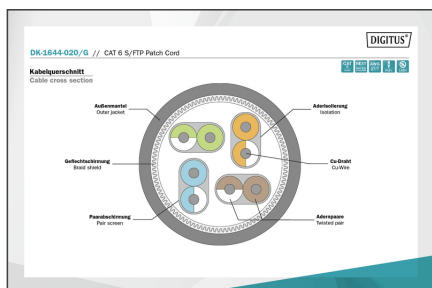 DIGITUS®
DK-1644-020/G // CAT 6 S/FTP Patch Cord
Kabelquerschnitt
Cable cross section
Außenmantel
Outer jacket
Aderisolierung
Isolation
Geflechtschirmung
Braid shield
Cu-Draht
Cu-Wire
Paarabschirmung
Pair screen
Adernpaare
Twisted pair